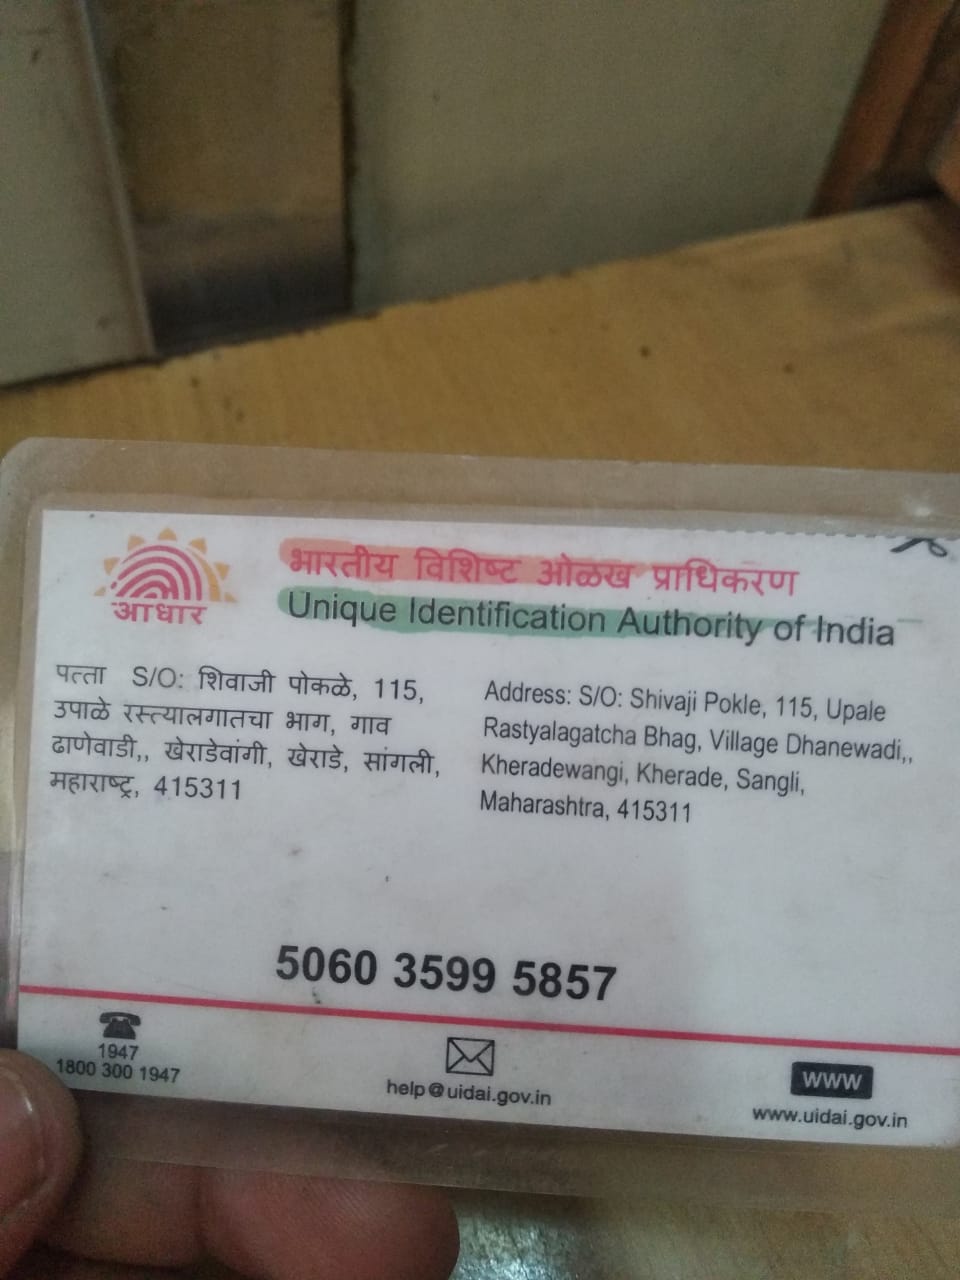 आधार
भारतीय विशिष्ट ओळख प्राधिकरण
Unique Identification Authority of India
पत्ता S/O: शिवाजी पोकळे, 115,
उपाळे रस्त्यालगातचा भाग, गाव
ढाणेवाडी,, खेराडेवांगी, खेराडे, सांगली,
महाराष्ट्र, 415311
Address: S/O: Shivaji Pokle, 115, Upale
Rastyalagatcha Bhag, Village Dhanewadi,,
Kheradewangi, Kherade, Sangli,
Maharashtra, 415311
5060 3599 5857
1947
1800 300 1947
help@uidai.gov.in
www
www.uidai.gov.in